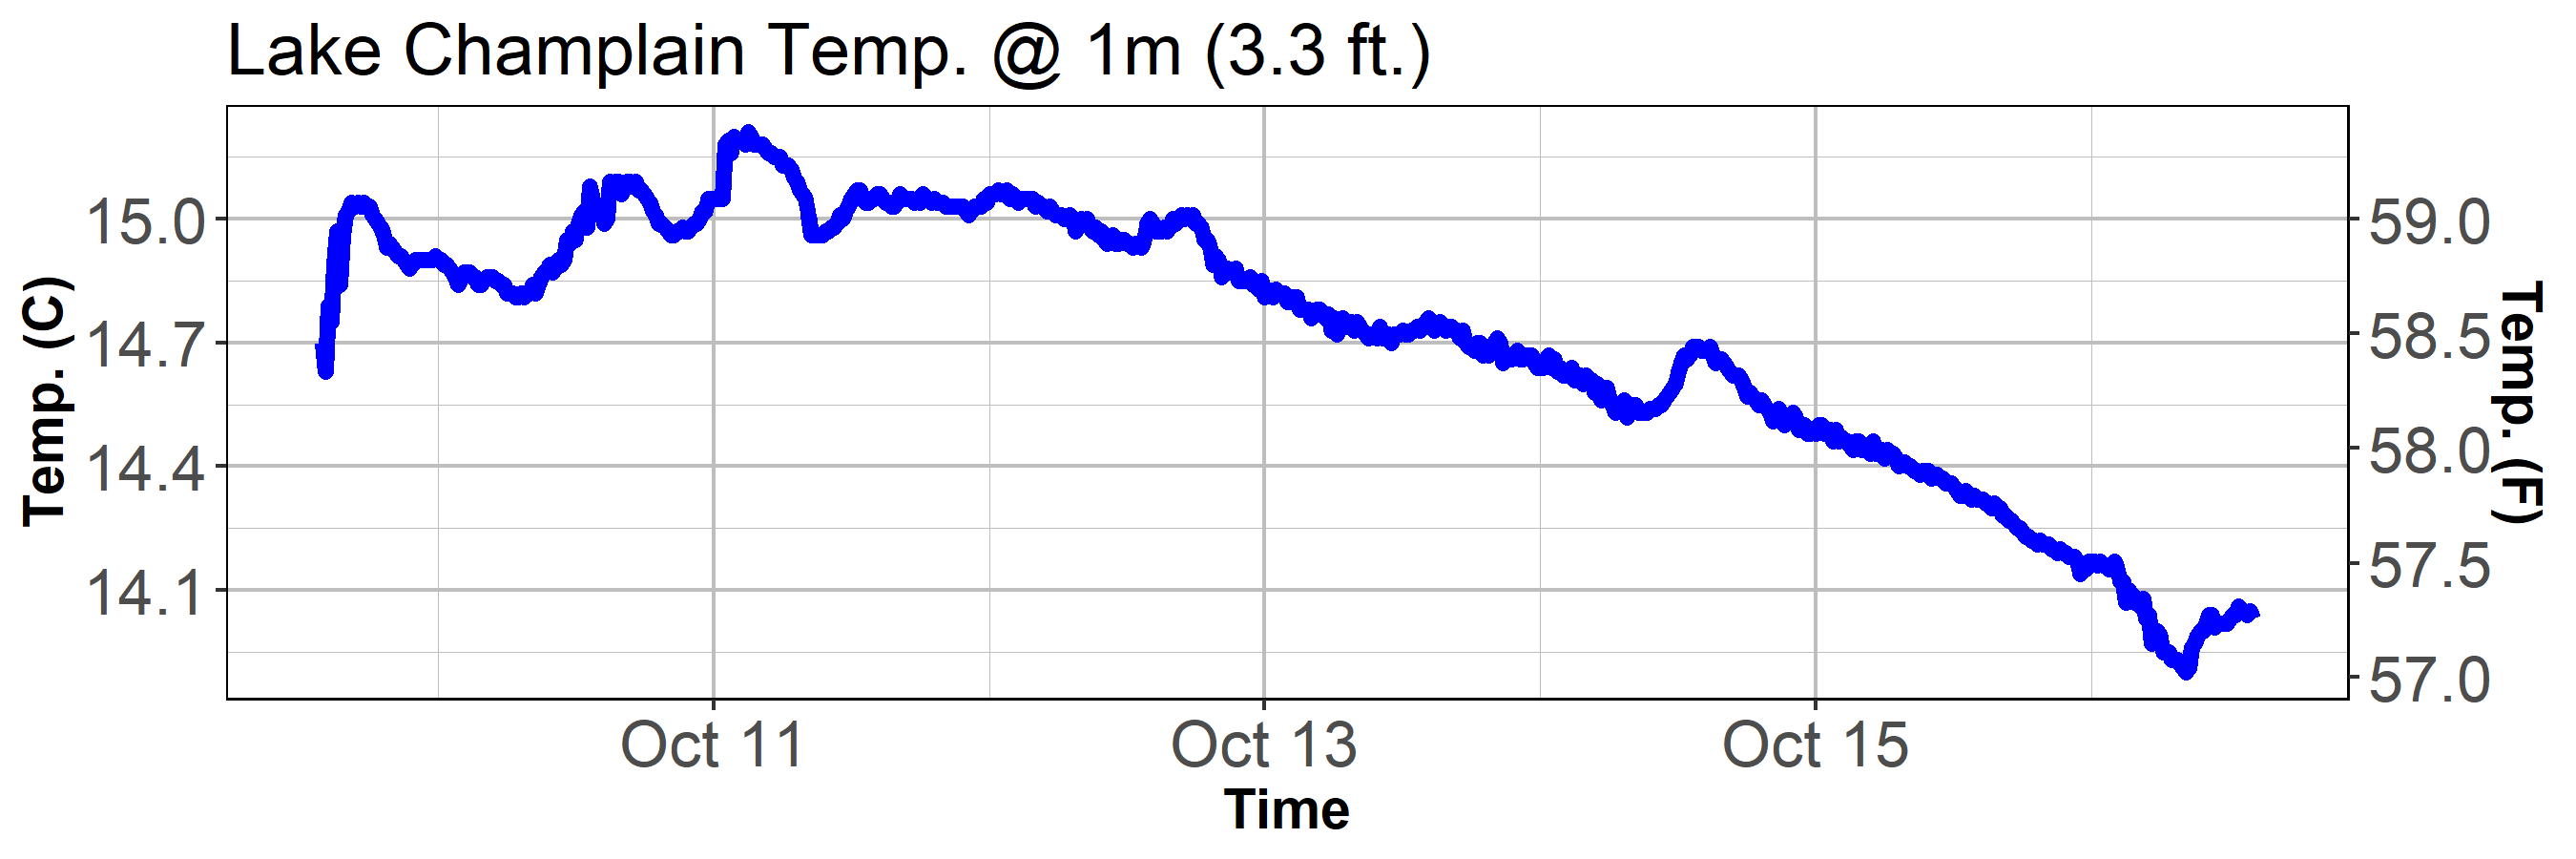 Lake Champlain Temp. @ 1m (3.3 ft.)
Temp. (C)
15.0
14.7
14.4
14.1
59.0
58.5
58.0
57.5
57.0
Temp. (F)
Oct 11
Oct 13
Oct 15
Time